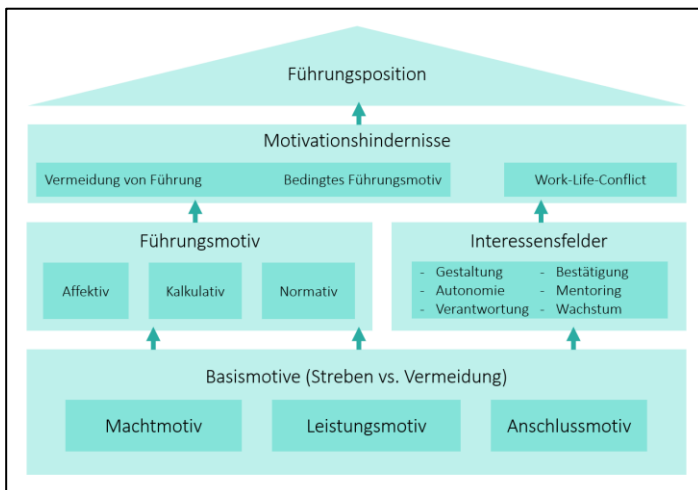 Führungsposition
Motivationshindernisse
Vermeidung von Führung
Bedingtes Führungsmotiv
Work-Life-Conflict
Führungsmotiv
Affektiv
Kalkulativ
Normativ
Interessensfelder
- Gestaltung
- Autonomie
- Verantwortung
- Bestätigung
- Mentoring
- Wachstum
Basismotive (Streben vs. Vermeidung)
Machtmotiv
Leistungsmotiv
Anschlussmotiv